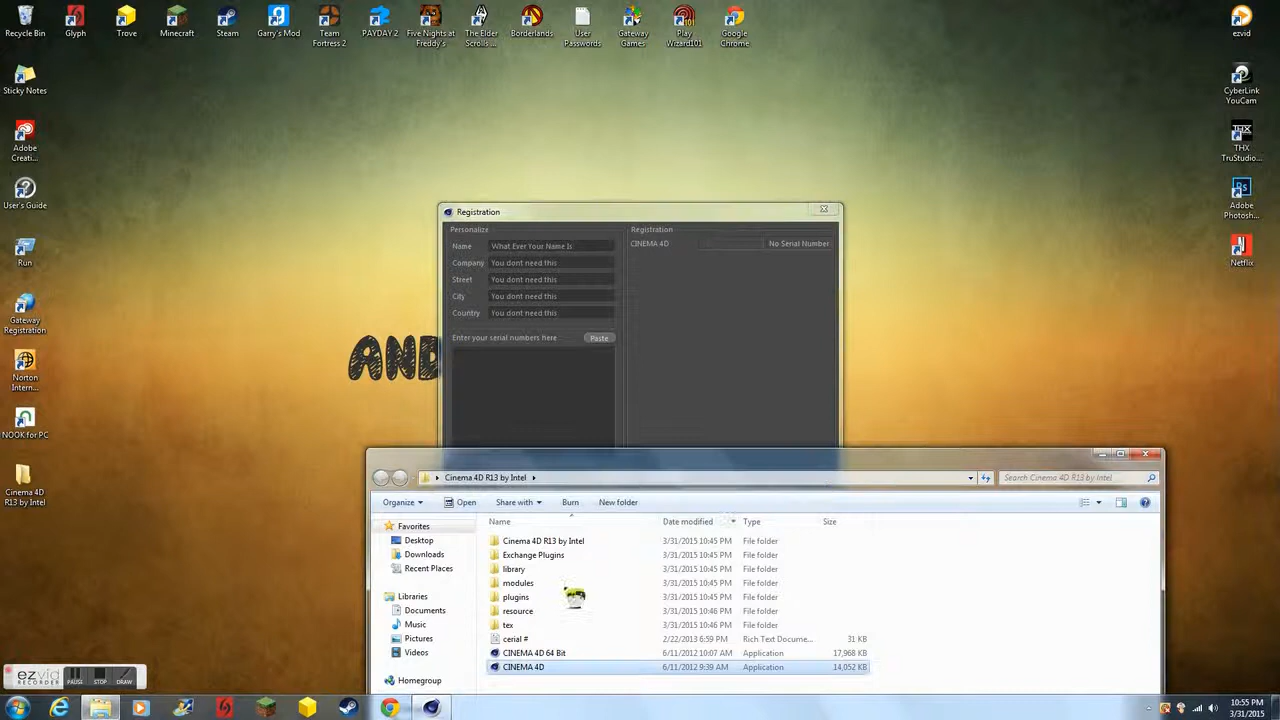 Recycle Bin
Glyph
Trove
Minecraft
Steam
Garry's Mod
Team
Fortress 2
PAYDAY 2
Five Nights at
Freddy's
The Elder
Scrolls ...
Borderlands
User
Passwords
Gateway
Games
Play
Wizard101
Google
Chrome
ezvid
Sticky Notes
CyberLink
YouCam
Adobe
Creati...
THX
TruStudio...
User's Guide
Ps
Adobe
Photosh...
Run
Netflix
Gateway
Registration
Norton
Intern...
NOOK for PC
Cinema 4D
R13 by Intel
AND
Registration
Personalize
Name What Ever Your Name Is
Company You dont need this
Street You dont need this
City You dont need this
Country You dont need this
Enter your serial numbers here Paste
Registration
CINEMA 4D No Serial Number
Cinema 4D R13 by Intel
Search Cinema 4D R13 by Intel
Organize Open Share with Burn New folder
Favorites
Desktop
Downloads
Recent Places
Libraries
Documents
Music
Pictures
Videos
Homegroup
Name Date modified Type Size
Cinema 4D R13 by Intel 3/31/2015 10:45 PM File folder
Exchange Plugins 3/31/2015 10:45 PM File folder
library 3/31/2015 10:45 PM File folder
modules 3/31/2015 10:45 PM File folder
plugins 3/31/2015 10:45 PM File folder
resource 3/31/2015 10:46 PM File folder
tex 3/31/2015 10:46 PM File folder
cerial # 2/22/2013 6:59 PM Rich Text Docume... 31 KB
CINEMA 4D 64 Bit 6/11/2012 10:07 AM Application 17,968 KB
CINEMA 4D 6/11/2012 9:39 AM Application 14,052 KB
ezvid
RECORDER
PAUSE
STOP
DRAW
10:55 PM
3/31/2015